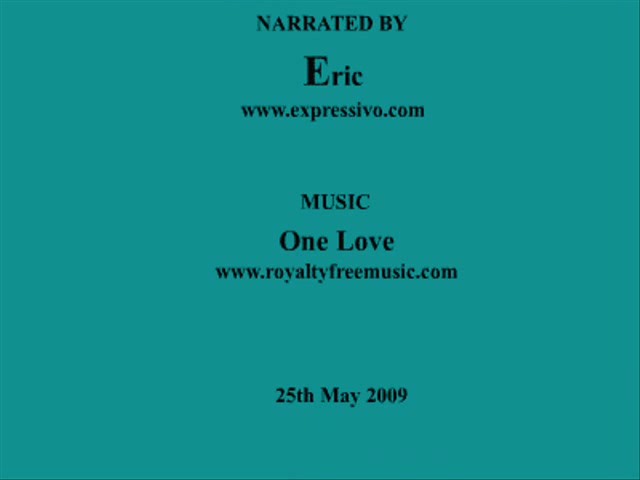 NARRATED BY
Eric
www.expressivo.com
MUSIC
One Love
www.royaltyfreemusic.com
25th May 2009